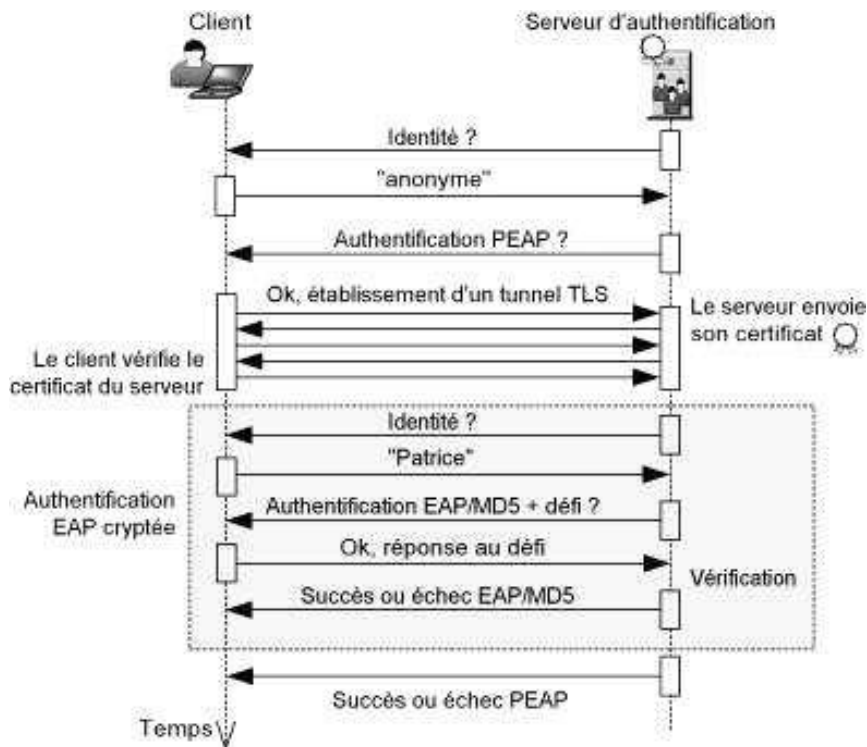 Client
Serveur d'authentification
Identité ?
"anonyme"
Authentification PEAP ?
Ok, établissement d'un tunnel TLS
Le serveur envoie
son certificat
Le client vérifie le
certificat du serveur
Identité ?
"Patrice"
Authentification
EAP cryptée
Authentification EAP/MD5 + défi ?
Ok, réponse au défi
Vérification
Succès ou échec EAP/MD5
Succès ou échec PEAP
Temps